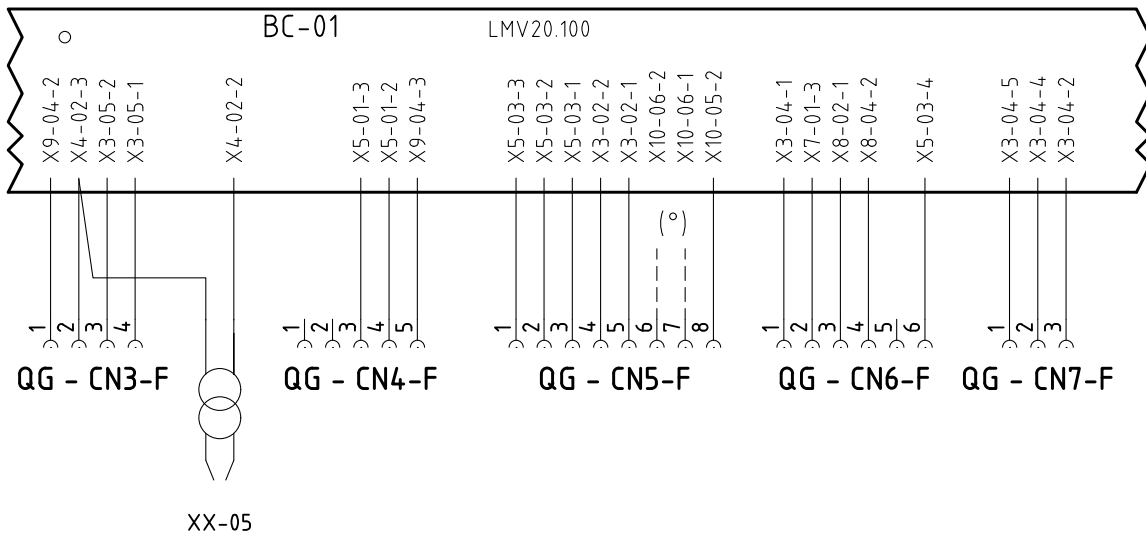 BC-01
LMV20.100
X9-04-2
X4-02-3
X3-05-2
X3-05-1
X4-02-2
X5-01-3
X5-01-2
X9-04-3
X5-03-3
X5-03-2
X5-03-1
X3-02-2
X3-02-1
X10-06-2
X10-06-1
X10-05-2
X3-04-1
X7-01-3
X8-02-1
X8-04-2
X5-03-4
X3-04-5
X3-04-4
X3-04-2
(°)
1 2 3 4
1 2 3 4 5
1 2 3 4 5 6 7 8
1 2 3 4 5 6
1 2 3
QG - CN3-F
QG - CN4-F
QG - CN5-F
QG - CN6-F
QG - CN7-F
XX-05